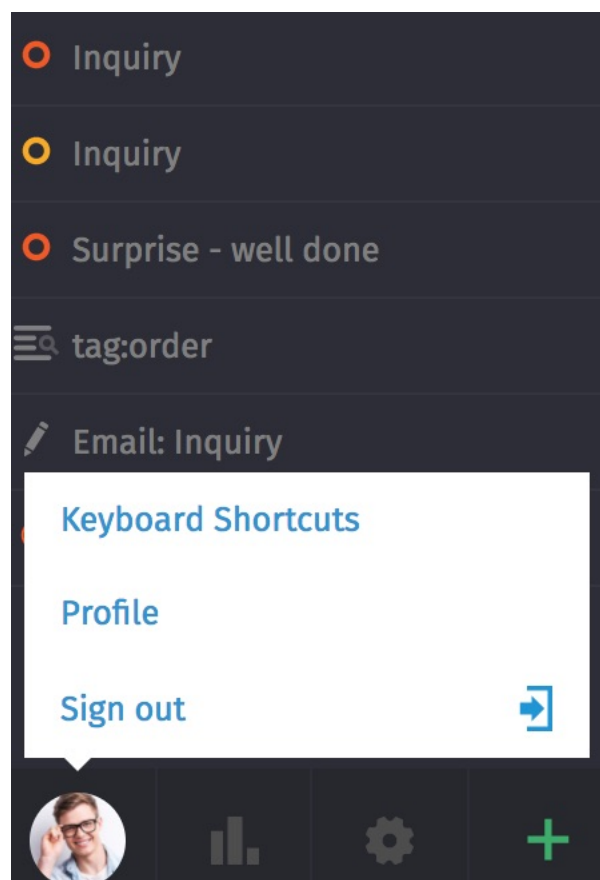 Inquiry
Inquiry
Surprise - well done
tag:order
Email: Inquiry
Keyboard Shortcuts
Profile
Sign out